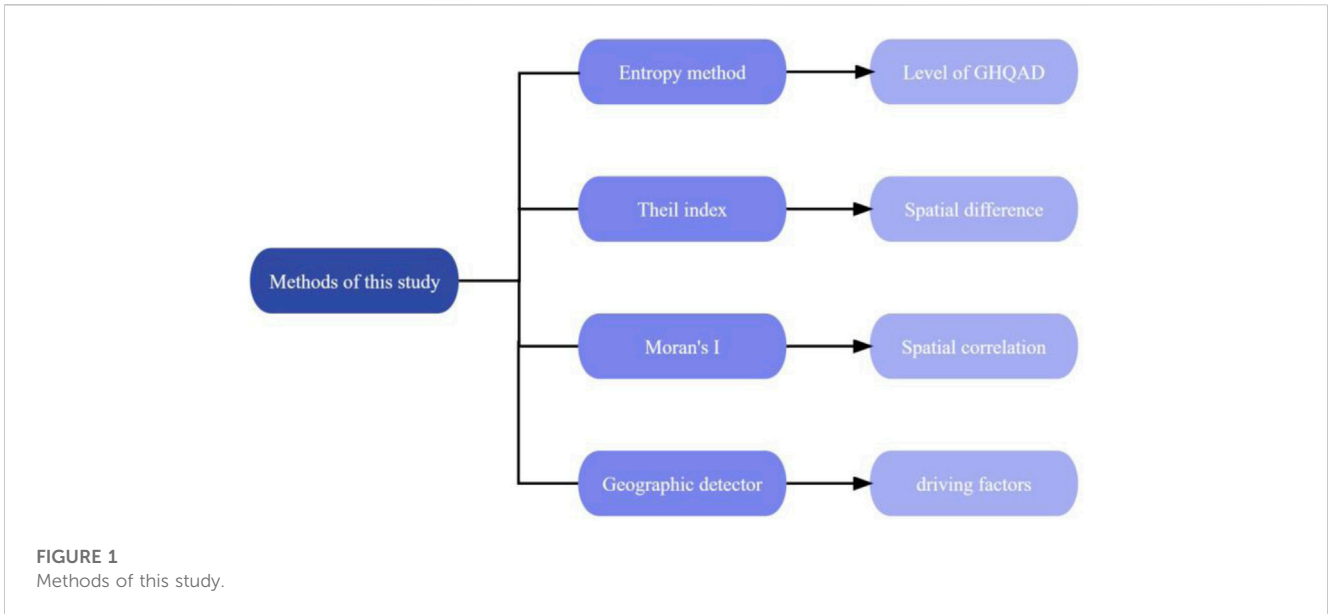 Entropy method
Level of GHQAD
Theil index
Spatial difference
Methods of this study
Moran's I
Spatial correlation
Geographic detector
driving factors
FIGURE 1
Methods of this study.